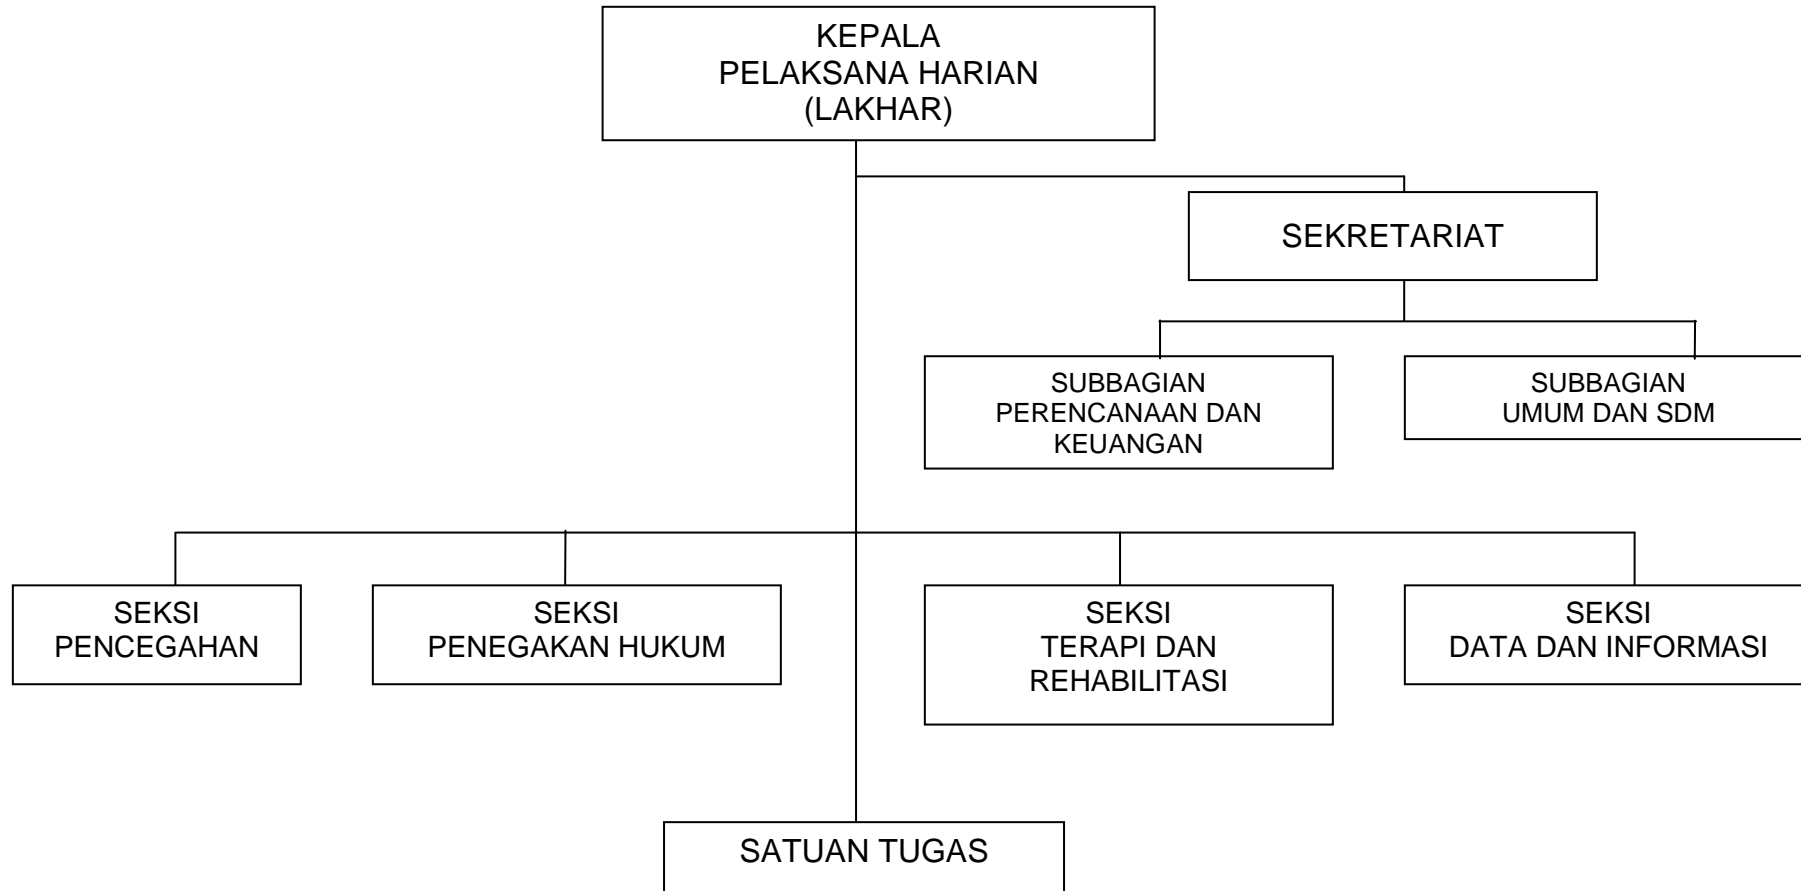 KEPALA
PELAKSANA HARIAN
(LAKHAR)
SEKRETARIAT
SUBBAGIAN
PERENCANAAN DAN
KEUANGAN
SUBBAGIAN
UMUM DAN SDM
SEKSI
PENCEGAHAN
SEKSI
PENEGAKAN HUKUM
SEKSI
TERAPI DAN
REHABILITASI
SEKSI
DATA DAN INFORMASI
SATUAN TUGAS